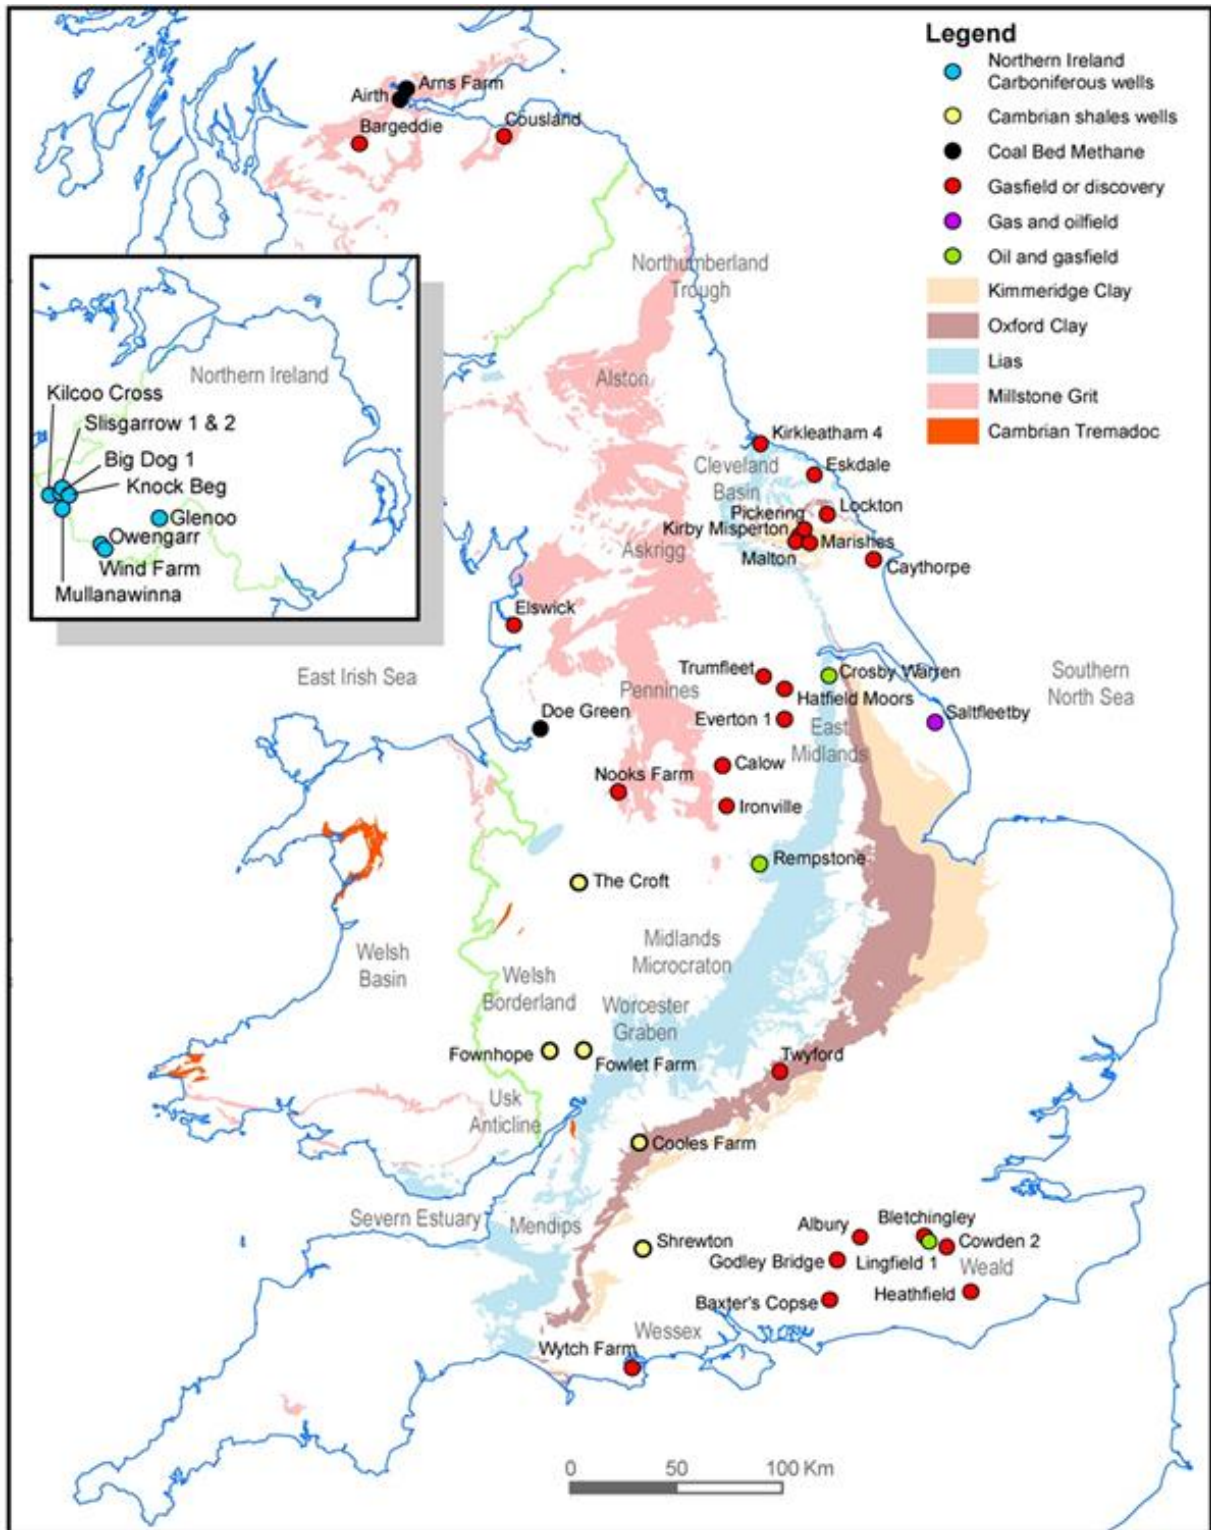 Legend
Northern Ireland
Carboniferous wells
Cambrian shales wells
Coal Bed Methane
Gasfield or discovery
Gas and oilfield
Oil and gasfield
Kimmeridge Clay
Oxford Clay
Lias
Millstone Grit
Cambrian Tremadoc
Arns Farm
Airth
Bargeddie
Cousland
Northumberland
Trough
Alston
Northern Ireland
Kilcoo Cross
Slisgarrow 1 & 2
Big Dog 1
Knock Beg
Glenoo
Owengarr
Wind Farm
Mullanawinna
Kirkleatham 4
Cleveland
Basin
Eskdale
Lockton
Pickering
Kirby Misperton
Marishes
Malton
Caythorpe
Askrigg
Elswick
East Irish Sea
Trumfleet
Crosby Warren
Southern
North Sea
Pennines
Hatfield Moors
Saltfleetby
Doe Green
Everton 1
East
Midlands
Calow
Nooks Farm
Ironville
Rempstone
The Croft
Welsh
Basin
Midlands
Microcraton
Welsh
Borderland
Worcester
Graben
Fownhope
Fowlet Farm
Twyford
Usk
Anticline
Cooles Farm
Severn Estuary
Mendips
Shrewton
Albury
Bletchingley
Cowden 2
Godley Bridge
Lingfield 1
Weald
Heathfield
Baxter's Copse
Wessex
Wytch Farm
0 50 100 Km